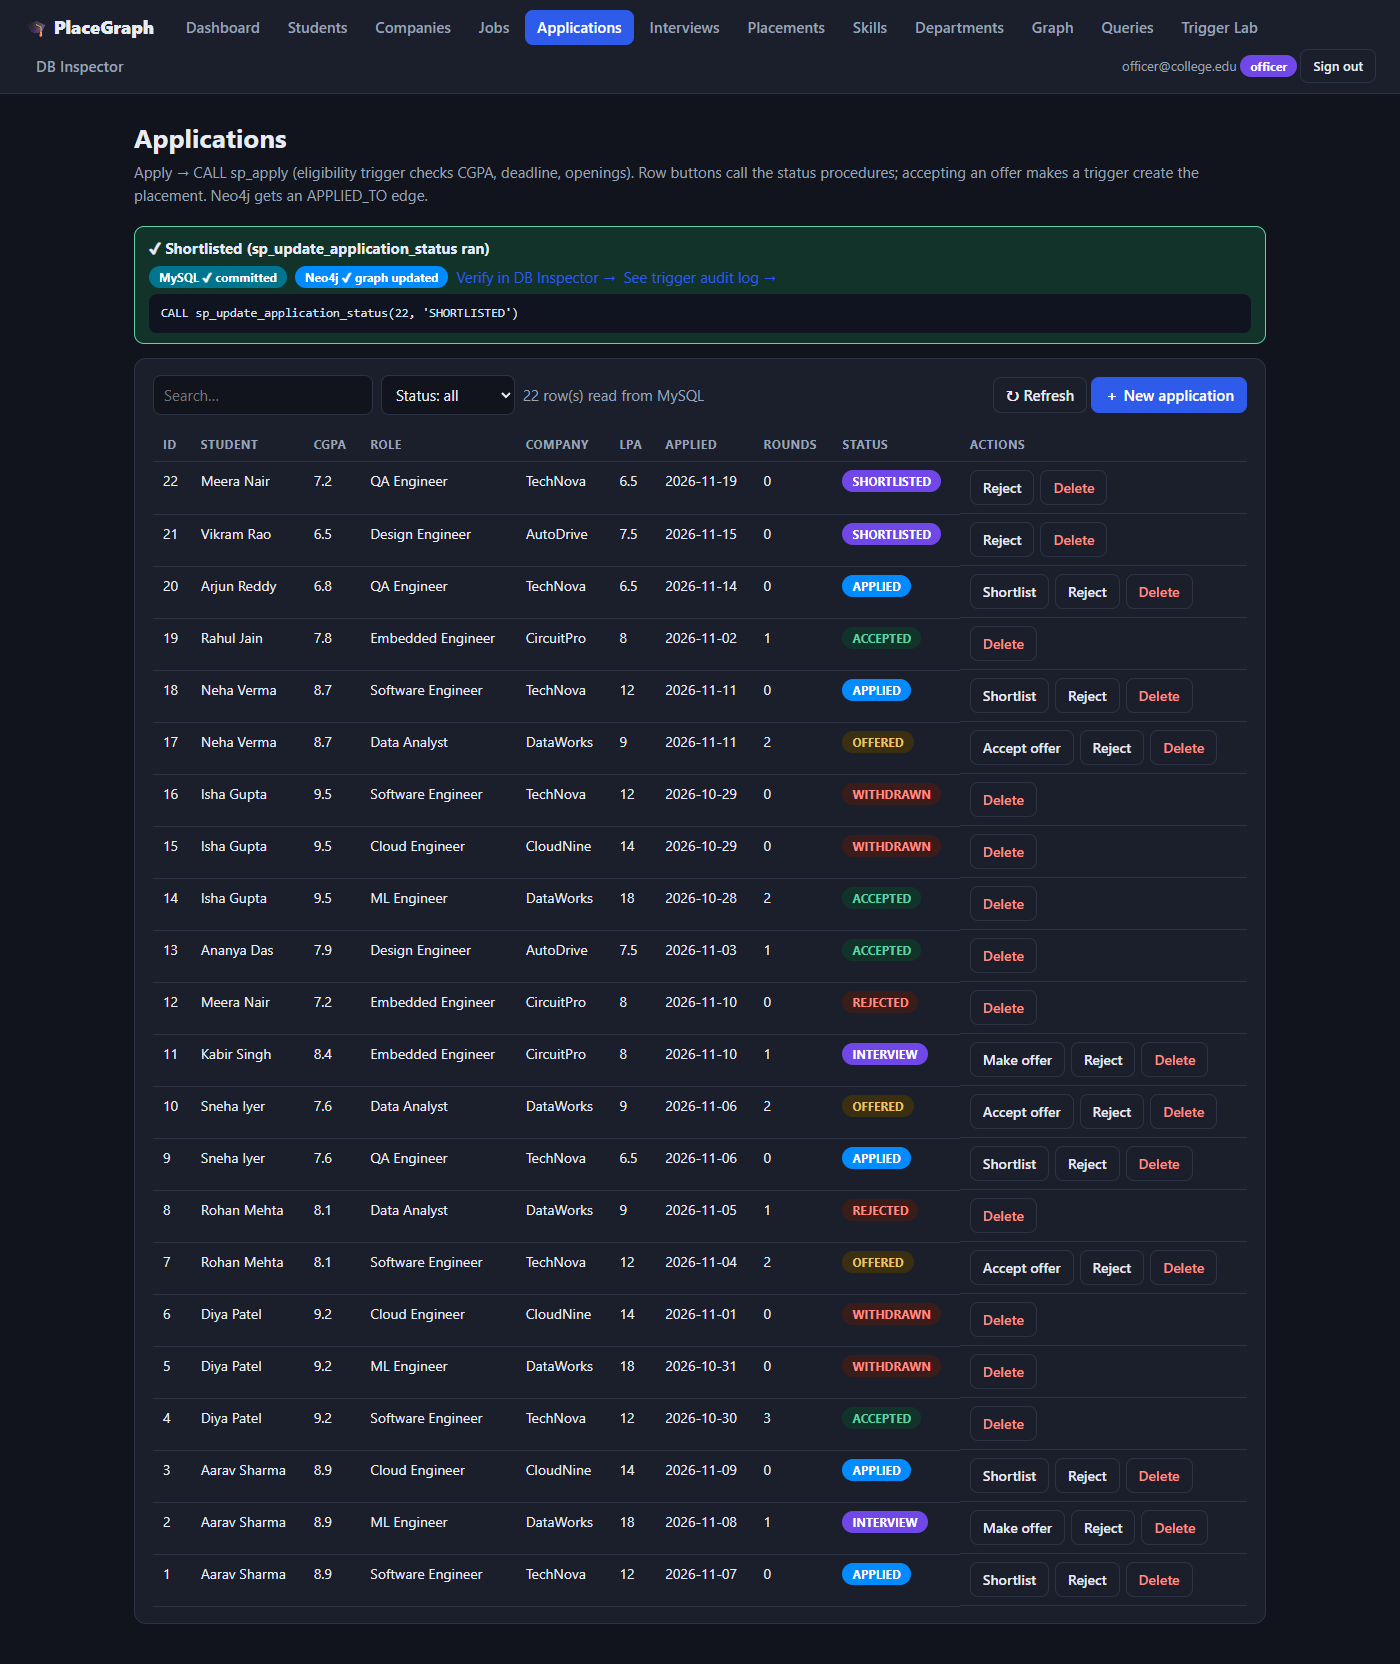 PlaceGraph Dashboard Students Companies Jobs Applications Interviews Placements Skills Departments Graph Queries Trigger Lab
DB Inspector officer@college.edu officer Sign out
Applications
Apply → CALL sp_apply (eligibility trigger checks CGPA, deadline, openings). Row buttons call the status procedures; accepting an offer makes a trigger create the
placement. Neo4j gets an APPLIED_TO edge.
✓ Shortlisted (sp_update_application_status ran)
MySQL ✓ committed Neo4j ✓ graph updated Verify in DB Inspector → See trigger audit log →
CALL sp_update_application_status(22, 'SHORTLISTED')
Search... Status: all 22 row(s) read from MySQL ↻ Refresh + New application
ID STUDENT CGPA ROLE COMPANY LPA APPLIED ROUNDS STATUS ACTIONS
22 Meera Nair 7.2 QA Engineer TechNova 6.5 2026-11-19 0 SHORTLISTED Reject Delete
21 Vikram Rao 6.5 Design Engineer AutoDrive 7.5 2026-11-15 0 SHORTLISTED Reject Delete
20 Arjun Reddy 6.8 QA Engineer TechNova 6.5 2026-11-14 0 APPLIED Shortlist Reject Delete
19 Rahul Jain 7.8 Embedded Engineer CircuitPro 8 2026-11-02 1 ACCEPTED Delete
18 Neha Verma 8.7 Software Engineer TechNova 12 2026-11-11 0 APPLIED Shortlist Reject Delete
17 Neha Verma 8.7 Data Analyst DataWorks 9 2026-11-11 2 OFFERED Accept offer Reject Delete
16 Isha Gupta 9.5 Software Engineer TechNova 12 2026-10-29 0 WITHDRAWN Delete
15 Isha Gupta 9.5 Cloud Engineer CloudNine 14 2026-10-29 0 WITHDRAWN Delete
14 Isha Gupta 9.5 ML Engineer DataWorks 18 2026-10-28 2 ACCEPTED Delete
13 Ananya Das 7.9 Design Engineer AutoDrive 7.5 2026-11-03 1 ACCEPTED Delete
12 Meera Nair 7.2 Embedded Engineer CircuitPro 8 2026-11-10 0 REJECTED Delete
11 Kabir Singh 8.4 Embedded Engineer CircuitPro 8 2026-11-10 1 INTERVIEW Make offer Reject Delete
10 Sneha Iyer 7.6 Data Analyst DataWorks 9 2026-11-06 2 OFFERED Accept offer Reject Delete
9 Sneha Iyer 7.6 QA Engineer TechNova 6.5 2026-11-06 0 APPLIED Shortlist Reject Delete
8 Rohan Mehta 8.1 Data Analyst DataWorks 9 2026-11-05 1 REJECTED Delete
7 Rohan Mehta 8.1 Software Engineer TechNova 12 2026-11-04 2 OFFERED Accept offer Reject Delete
6 Diya Patel 9.2 Cloud Engineer CloudNine 14 2026-11-01 0 WITHDRAWN Delete
5 Diya Patel 9.2 ML Engineer DataWorks 18 2026-10-31 0 WITHDRAWN Delete
4 Diya Patel 9.2 Software Engineer TechNova 12 2026-10-30 3 ACCEPTED Delete
3 Aarav Sharma 8.9 Cloud Engineer CloudNine 14 2026-11-09 0 APPLIED Shortlist Reject Delete
2 Aarav Sharma 8.9 ML Engineer DataWorks 18 2026-11-08 1 INTERVIEW Make offer Reject Delete
1 Aarav Sharma 8.9 Software Engineer TechNova 12 2026-11-07 0 APPLIED Shortlist Reject Delete